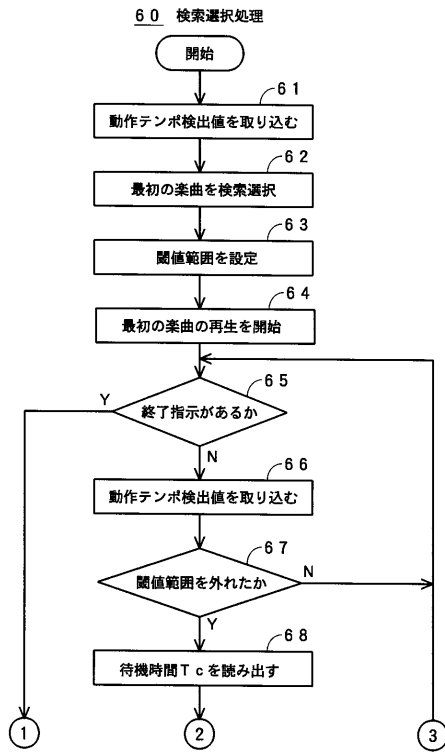 ６０ 検索選択処理
開始
６１
動作テンポ検出値を取り込む
６２
最初の楽曲を検索選択
６３
閾値範囲を設定
６４
最初の楽曲の再生を開始
６５
終了指示があるか
Y
N
６６
動作テンポ検出値を取り込む
６７
閾値範囲を外れたか
N
Y
６８
待機時間Ｔｃを読み出す
1
2
3